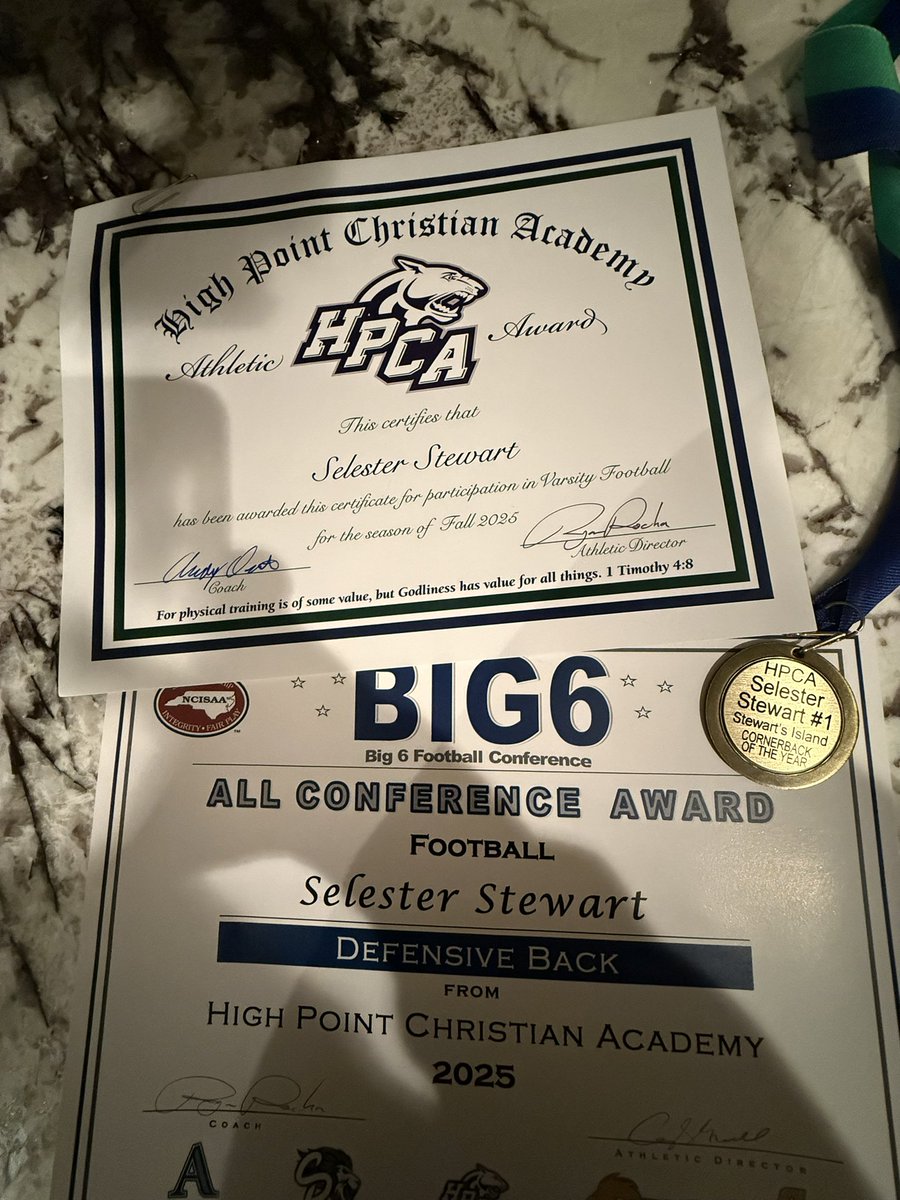 High Point Christian Academy
Athletic Award
HPCA
This certifies that
Selester Stewart
has been awarded this certificate for participation in Varsity Football
for the season of Fall 2025
Coach
Athletic Director
For physical training is of some value, but Godliness has value for all things. 1 Timothy 4:8
NCISAA
INTEGRITY • FAIR PLAY
TM
BIG6
Big 6 Football Conference
HPCA
Selester
Stewart #1
Stewart's Island
CORNERBACK
OF THE YEAR
ALL CONFERENCE AWARD
FOOTBALL
Selester Stewart
DEFENSIVE BACK
FROM
HIGH POINT CHRISTIAN ACADEMY
2025
COACH
ATHLETIC DIRECTOR
A
HPCA